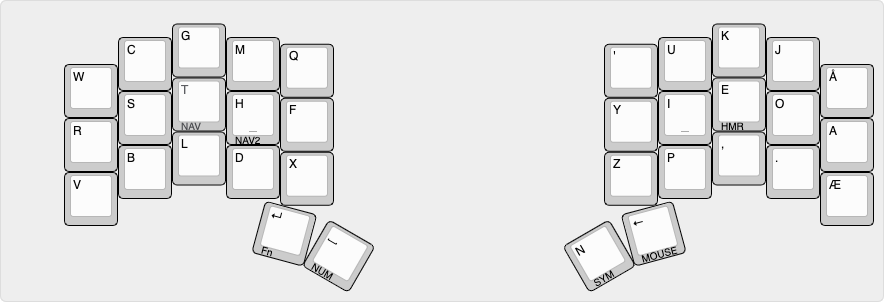 W C G M Q ' U K J Å
R S T H F Y I E O A
NAV _ NAV2 _ HMR
V B L D X Z P , . Æ
↵ ⎵ N ←
Fn NUM SYM MOUSE